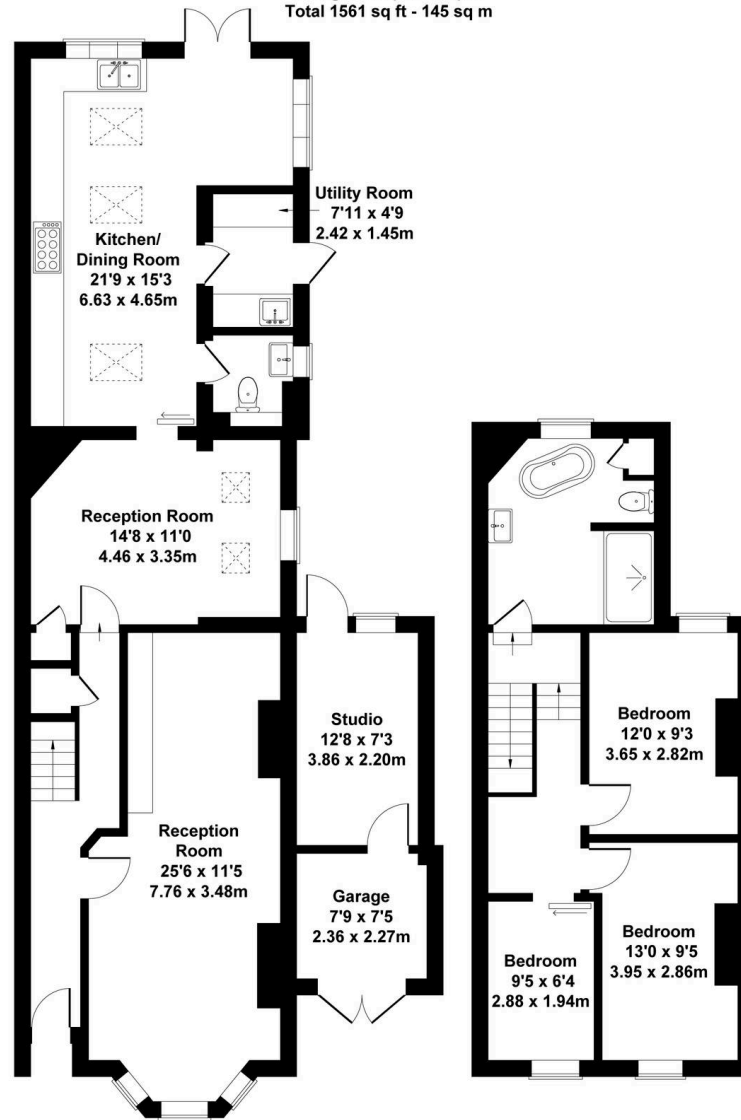 Total 1561 sq ft - 145 sq m
Utility Room
7'11 x 4'9
2.42 x 1.45m
Kitchen/
Dining Room
21'9 x 15'3
6.63 x 4.65m
Reception Room
14'8 x 11'0
4.46 x 3.35m
Studio
12'8 x 7'3
3.86 x 2.20m
Reception
Room
25'6 x 11'5
7.76 x 3.48m
Garage
7'9 x 7'5
2.36 x 2.27m
Bedroom
12'0 x 9'3
3.65 x 2.82m
Bedroom
13'0 x 9'5
3.95 x 2.86m
Bedroom
9'5 x 6'4
2.88 x 1.94m